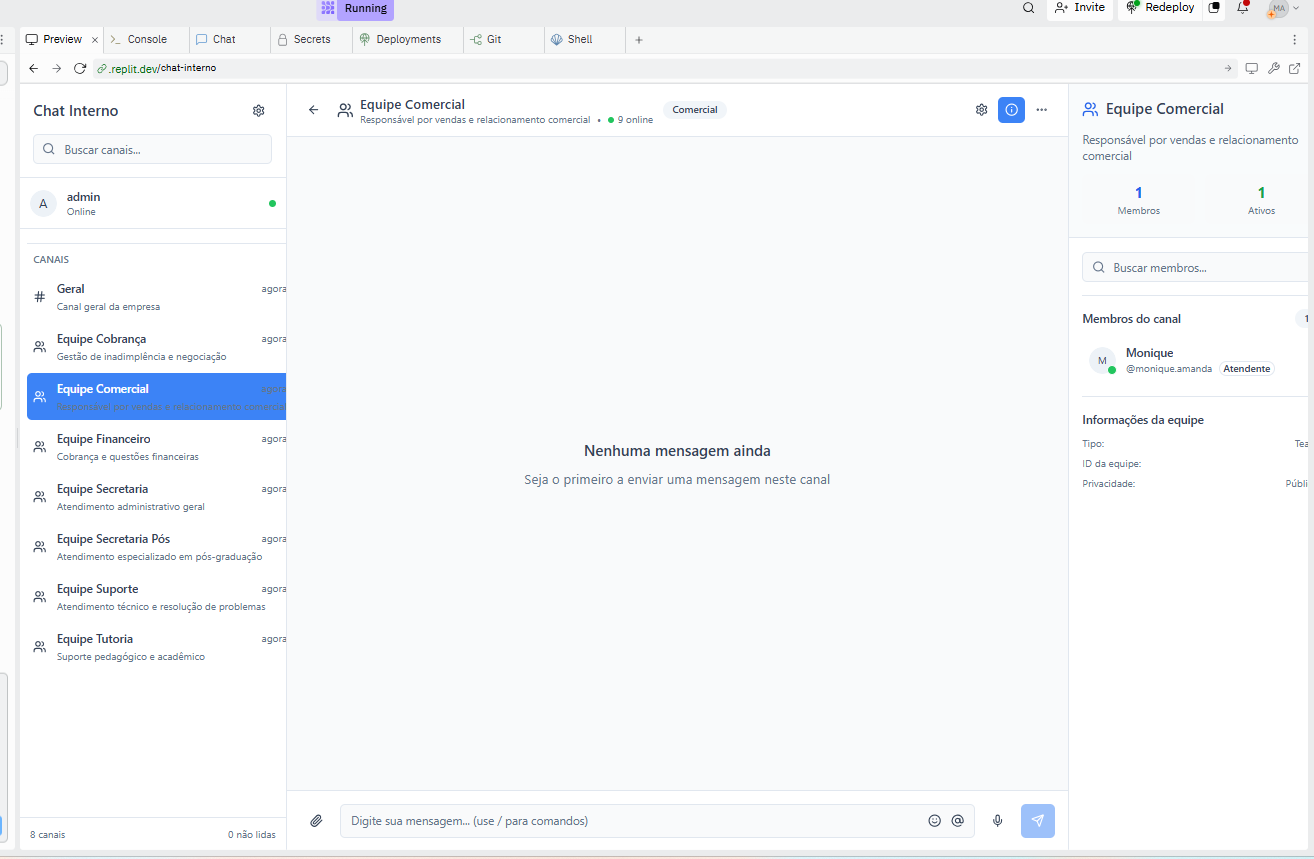 Running
Invite
Redeploy
MA
Preview
Console
Chat
Secrets
Deployments
Git
Shell
.replit.dev/chat-interno
Chat Interno
Buscar canais...
A
admin
Online
CANAIS
Geral
agora
Canal geral da empresa
Equipe Cobrança
agora
Gestão de inadimplência e negociação
Equipe Comercial
agora
Responsável por vendas e relacionamento comercial
Equipe Financeiro
agora
Cobrança e questões financeiras
Equipe Secretaria
agora
Atendimento administrativo geral
Equipe Secretaria Pós
agora
Atendimento especializado em pós-graduação
Equipe Suporte
agora
Atendimento técnico e resolução de problemas
Equipe Tutoria
agora
Suporte pedagógico e acadêmico
8 canais
0 não lidas
Equipe Comercial
Responsável por vendas e relacionamento comercial • 9 online
Comercial
Nenhuma mensagem ainda
Seja o primeiro a enviar uma mensagem neste canal
Digite sua mensagem... (use / para comandos)
Equipe Comercial
Responsável por vendas e relacionamento
comercial
1
Membros
1
Ativos
Buscar membros...
Membros do canal
1
M
Monique
@monique.amanda
Atendente
Informações da equipe
Tipo:
Tea
ID da equipe:
Privacidade:
Públi